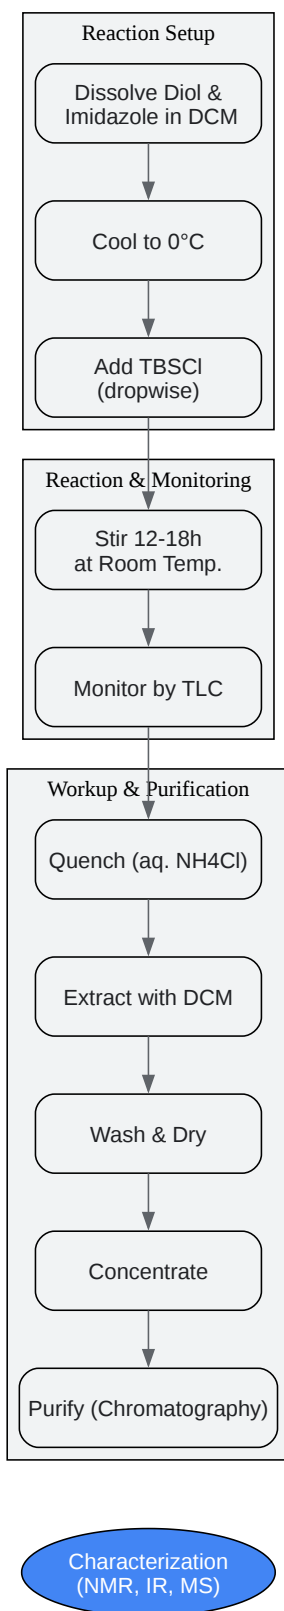 Reaction Setup
Dissolve Diol &
Imidazole in DCM
Cool to 0°C
Add TBSCl
(dropwise)
Reaction & Monitoring
Stir 12-18h
at Room Temp.
Monitor by TLC
Workup & Purification
Quench (aq. NH4Cl)
Extract with DCM
Wash & Dry
Concentrate
Purify (Chromatography)
Characterization
(NMR, IR, MS)